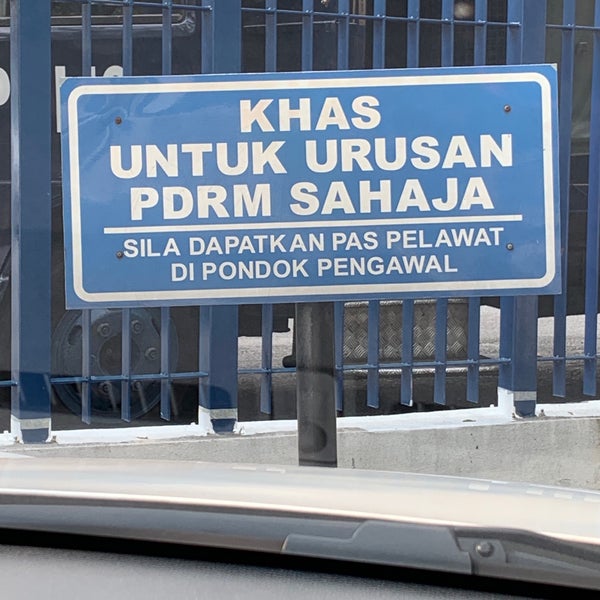 KHAS
UNTUK URUSAN
PDRM SAHAJA
SILA DAPATKAN PAS PELAWAT
DI PONDOK PENGAWAL